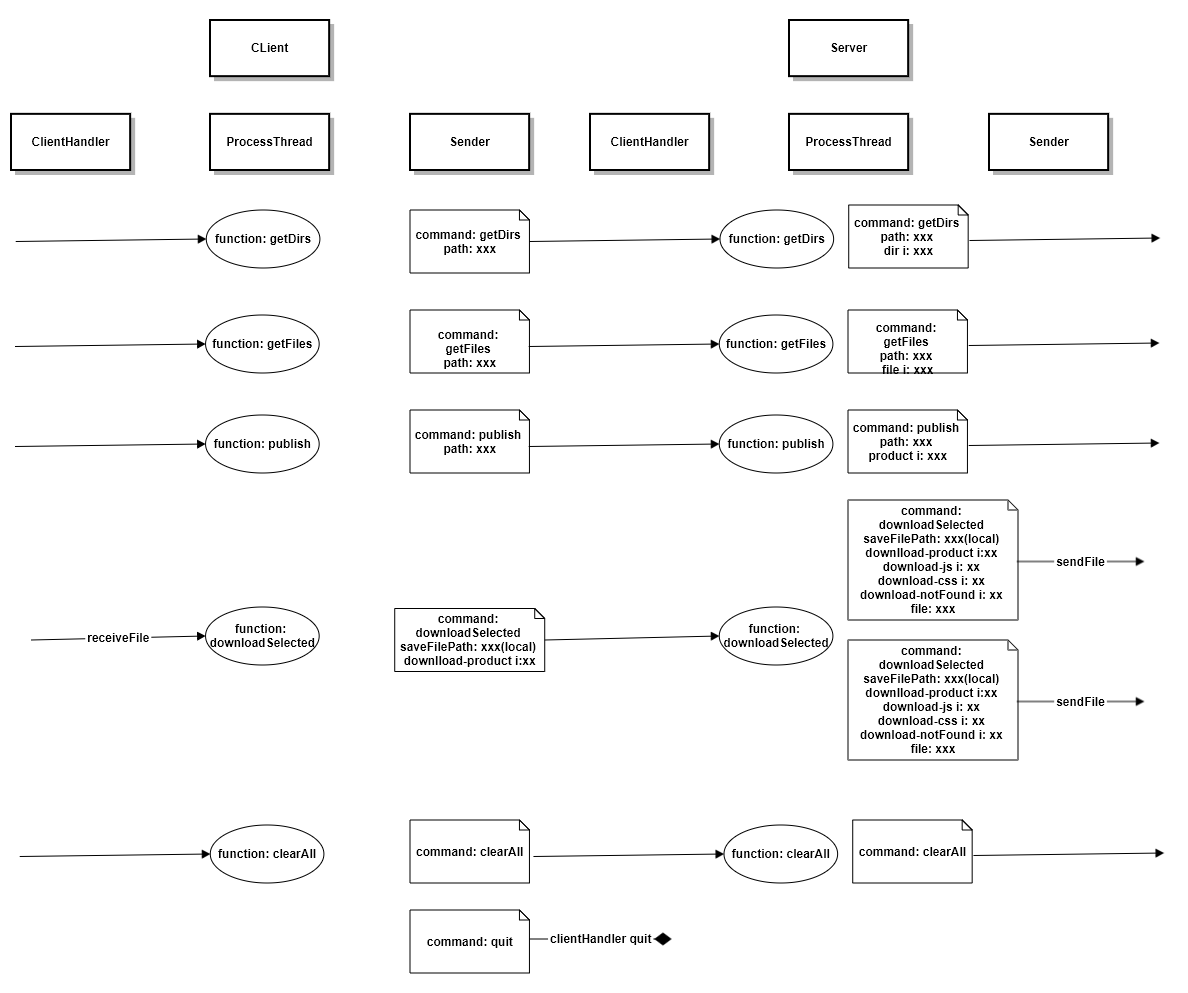 CLient
Server
ClientHandler
ProcessThread
Sender
ClientHandler
ProcessThread
Sender
function: getDirs
command: getDirs
path: xxx
function: getDirs
command: getDirs
path: xxx
dir i: xxx
function: getFiles
command:
getFiles
path: xxx
function: getFiles
command:
getFiles
path: xxx
file i: xxx
function: publish
command: publish
path: xxx
function: publish
command: publish
path: xxx
product i: xxx
command:
downloadSelected
saveFilePath: xxx(local)
downlload-product i:xx
download-js i: xx
download-css i: xx
download-notFound i: xx
file: xxx
sendFile
receiveFile
function:
downloadSelected
command:
downloadSelected
saveFilePath: xxx(local)
downlload-product i:xx
function:
downloadSelected
command:
downloadSelected
saveFilePath: xxx(local)
downlload-product i:xx
download-js i: xx
download-css i: xx
download-notFound i: xx
file: xxx
sendFile
function: clearAll
command: clearAll
function: clearAll
command: clearAll
command: quit
clientHandler quit